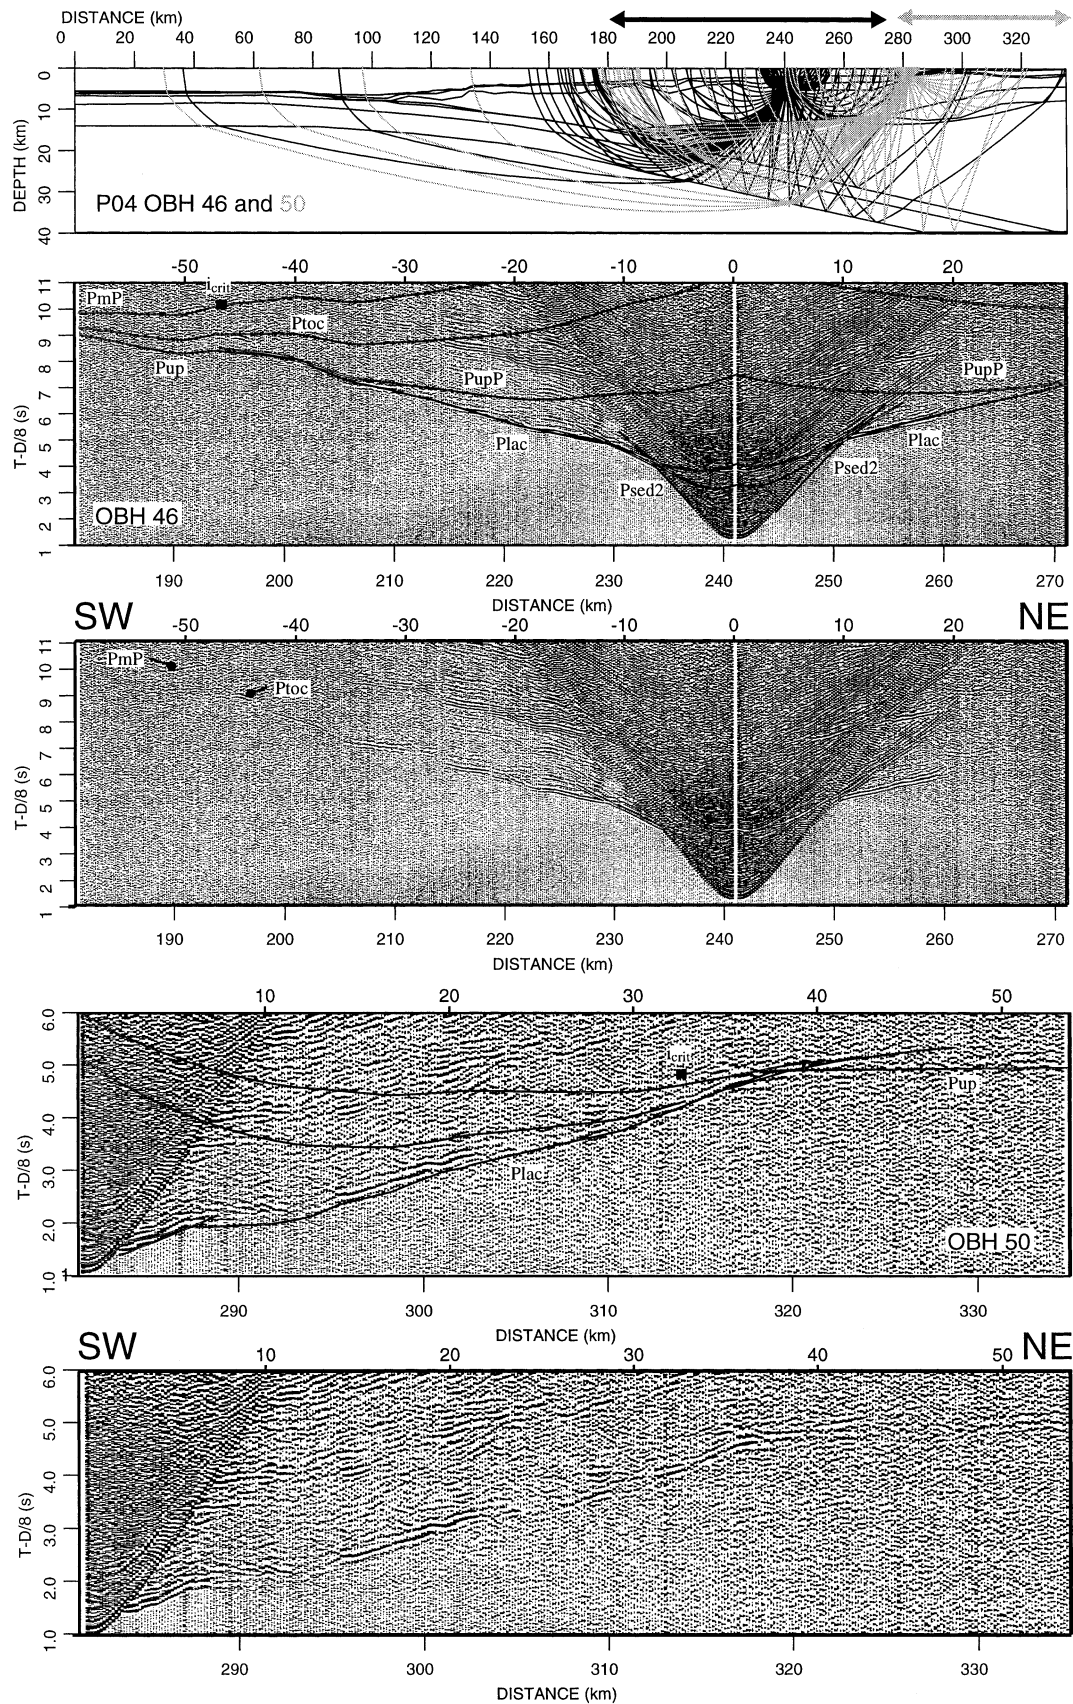 DISTANCE (km)
0 20 40 60 80 100 120 140 160 180 200 220 240 260 280 300 320
0
10
20
30
40
DEPTH (km)
P04 OBH 46 and 50
-50 -40 -30 -20 -10 0 10 20
11
10
9
8
7
6
5
4
3
2
1
T-D/8 (s)
PmP
icrit
Ptoc
Pup
PupP
PupP
Plac
Plac
Psed2
Psed2
OBH 46
190 200 210 220 230 240 250 260 270
DISTANCE (km)
SW NE
-50 -40 -30 -20 -10 0 10 20
11
10
9
8
7
6
5
4
3
2
1
T-D/8 (s)
PmP
Ptoc
190 200 210 220 230 240 250 260 270
DISTANCE (km)
10 20 30 40 50
6.0
5.0
4.0
3.0
2.0
1.0
T-D/8 (s)
icrit
Pup
Plac
OBH 50
290 300 310 320 330
DISTANCE (km)
SW NE
10 20 30 40 50
6.0
5.0
4.0
3.0
2.0
1.0
T-D/8 (s)
290 300 310 320 330
DISTANCE (km)